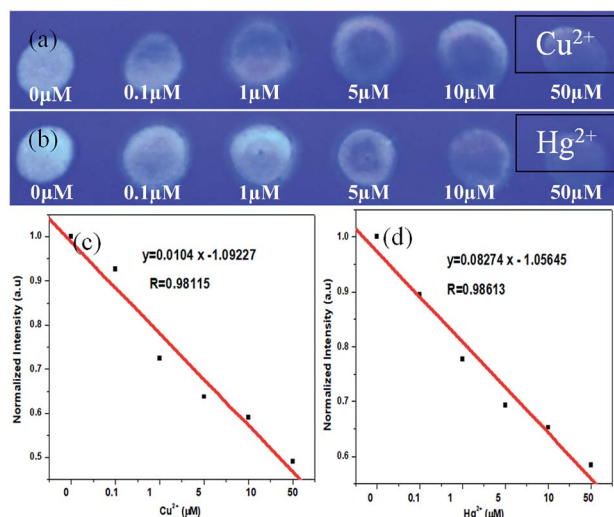 (a)
Cu²⁺
0μM 0.1μM 1μM 5μM 10μM 50μM
(b)
Hg²⁺
0μM 0.1μM 1μM 5μM 10μM 50μM
(c)
y=0.0104 x -1.09227
R=0.98115
Normalized Intensity (a.u)
1.0
0.9
0.8
0.7
0.6
0.5
0 0.1 1 5 10 50
Cu²⁺ (μM)
(d)
y=0.08274 x -1.05645
R=0.98613
Normalized Intensity (a.u)
1.0
0.9
0.8
0.7
0.6
0 0.1 1 5 10 50
Hg²⁺ (μM)